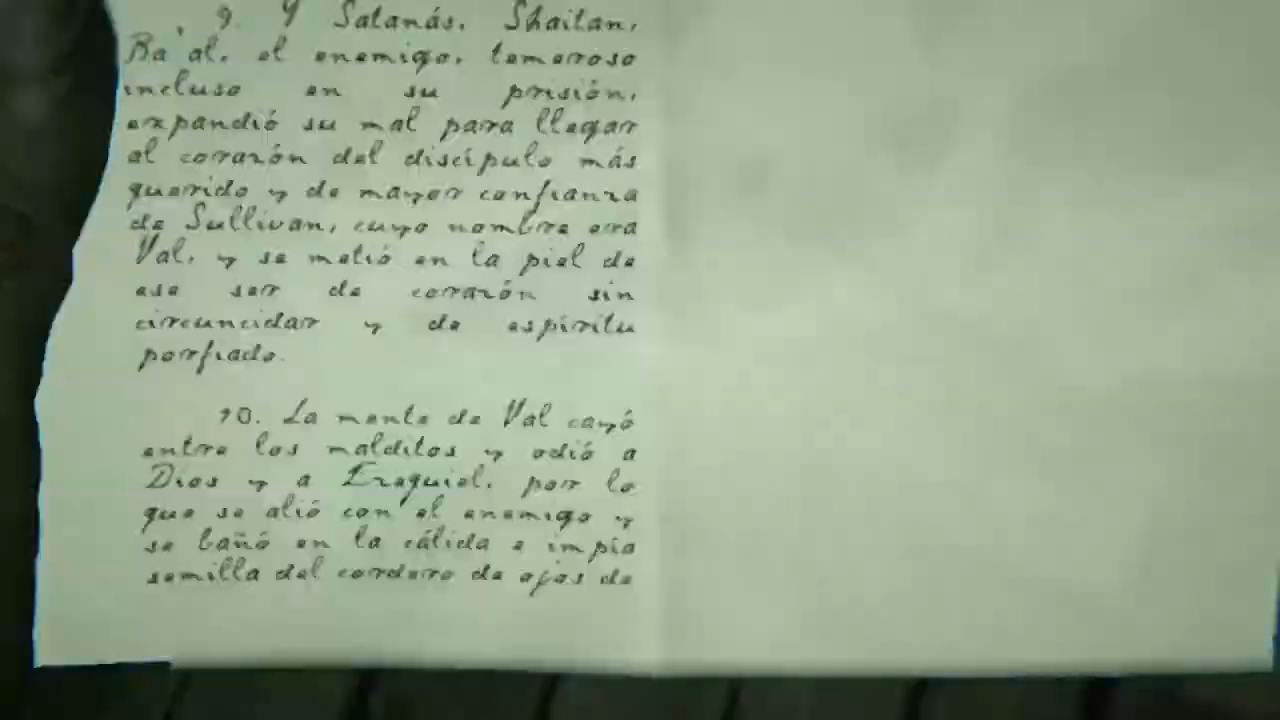 9. Y Satanás, Shaitan,
Ba'al, el enemigo, temeroso
incluso en su prisión,
expandió su mal para llegar
al corazón del discípulo más
querido y de mayor confianza
de Sullivan, cuyo nombre era
Val, y se metió en la piel de
ese ser de corazón sin
circuncidar y de espíritu
porfiado.
10. La mente de Val cayó
entre los malditos y odió a
Dios y a Ezequiel, por lo
que se alió con el enemigo y
se bañó en la cálida e impía
semilla del cordero de ojos de